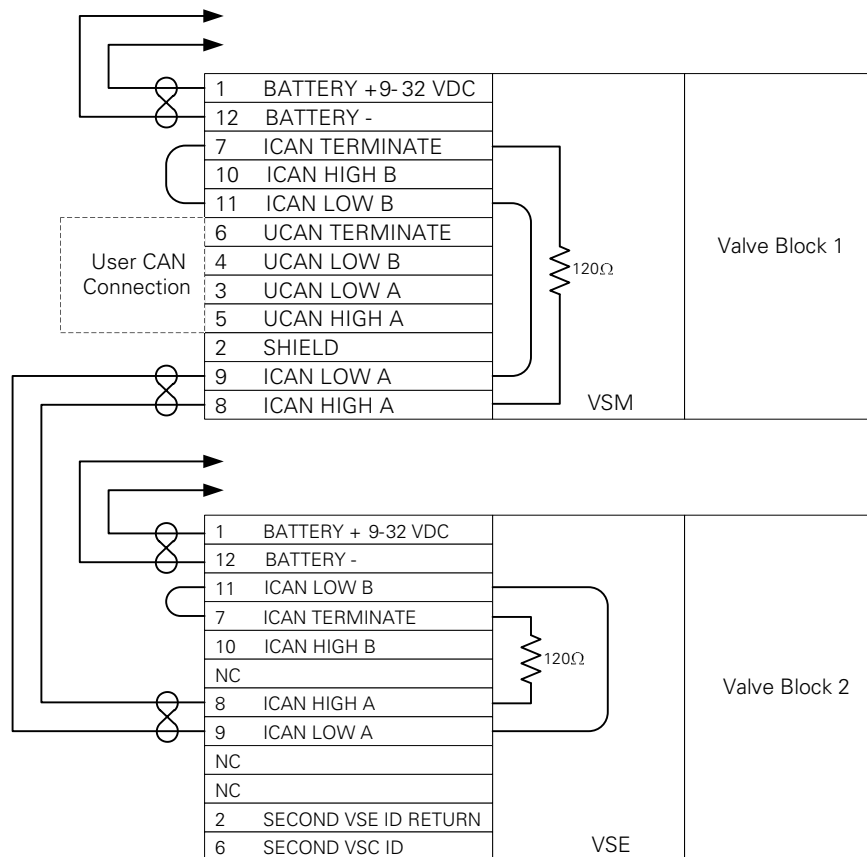 1 BATTERY +9-32 VDC
12 BATTERY -
7 ICAN TERMINATE
10 ICAN HIGH B
11 ICAN LOW B
6 UCAN TERMINATE
4 UCAN LOW B
3 UCAN LOW A
5 UCAN HIGH A
2 SHIELD
9 ICAN LOW A
8 ICAN HIGH A
User CAN
Connection
120Ω
VSM
Valve Block 1
1 BATTERY + 9-32 VDC
12 BATTERY -
11 ICAN LOW B
7 ICAN TERMINATE
10 ICAN HIGH B
NC
8 ICAN HIGH A
9 ICAN LOW A
NC
NC
2 SECOND VSE ID RETURN
6 SECOND VSC ID
120Ω
VSE
Valve Block 2